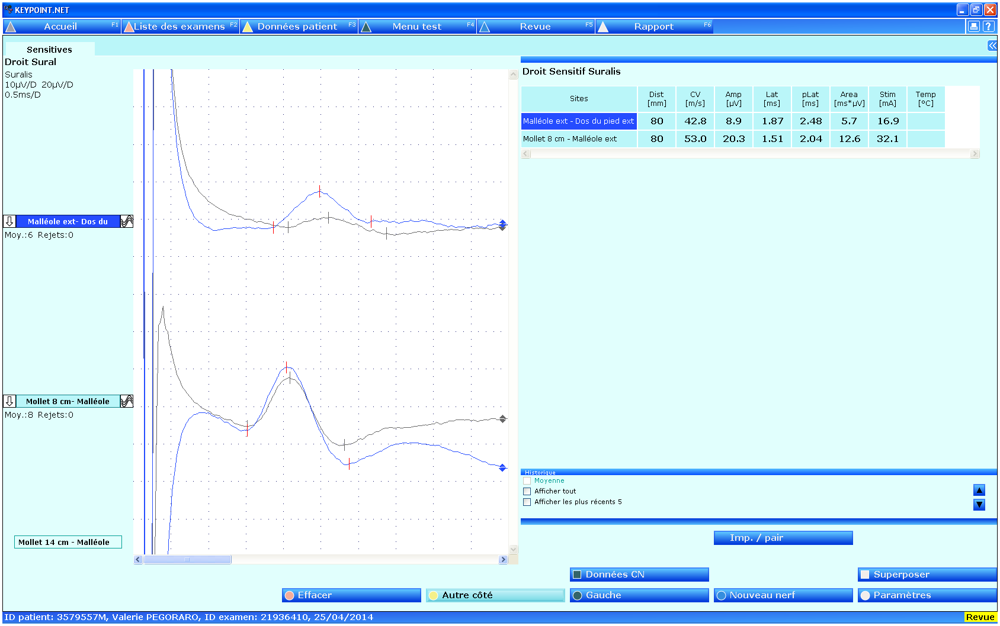 KEYPOINT.NET
Accueil F1 Liste des examens F2 Données patient F3 Menu test F4 Revue F5 Rapport F6 ?
Sensitives
Droit Sural
Suralis
10µV/D 20µV/D
0.5ms/D
Malléole ext- Dos du
Moy.:6 Rejets:0
Mollet 8 cm- Malléole
Moy.:8 Rejets:0
Mollet 14 cm - Malléole
Droit Sensitif Suralis
Sites Dist [mm] CV [m/s] Amp [µV] Lat [ms] pLat [ms] Area [ms*µV] Stim [mA] Temp [°C]
Malléole ext - Dos du pied ext 80 42.8 8.9 1.87 2.48 5.7 16.9
Mollet 8 cm - Malléole ext 80 53.0 20.3 1.51 2.04 12.6 32.1
Historique
Moyenne
Afficher tout
Afficher les plus récents 5
Imp. / pair
Données CN Superposer
Effacer Autre côté Gauche Nouveau nerf Paramètres
ID patient: 3579557M, Valerie PEGORARO, ID examen: 21936410, 25/04/2014 Revue